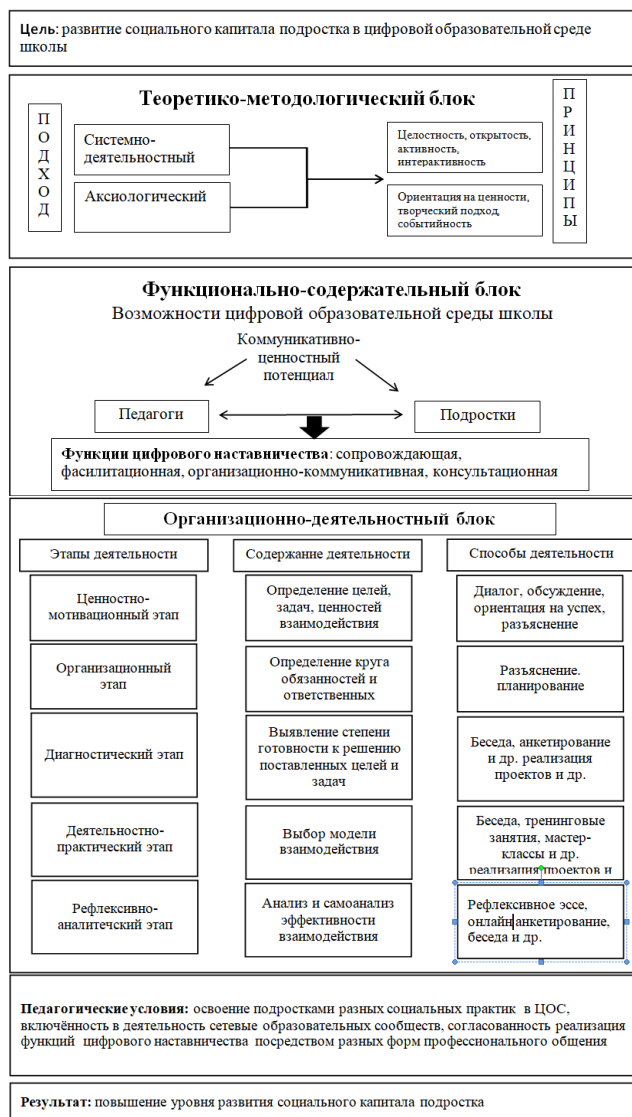 Цель: развитие социального капитала подростка в цифровой образовательной среде
школы
Теоретико-методологический блок
ПОДХОД
Системно-
деятельностный
Аксиологический
Целостность, открытость,
активность,
интерактивность
Ориентация на ценности,
творческий подход,
событийность
ПРИНЦИПЫ
Функционально-содержательный блок
Возможности цифровой образовательной среды школы
Коммуникативно-
ценностный
потенциал
Педагоги
Подростки
Функции цифрового наставничества: сопровождающая,
фасилитационная, организационно-коммуникативная, консультационная
Организационно-деятельностный блок
Этапы деятельности
Содержание деятельности
Способы деятельности
Ценностно-
мотивационный этап
Определение целей,
задач, ценностей
взаимодействия
Диалог, обсуждение,
ориентация на успех,
разъяснение
Организационный
этап
Определение круга
обязанностей и
ответственных
Разъяснение.
планирование
Диагностический этап
Выявление степени
готовности к решению
поставленных целей и
задач
Беседа, анкетирование
и др. реализация
проектов и др.
Деятельностно-
практический этап
Выбор модели
взаимодействия
Беседа, тренинговые
занятия, мастер-
классы и др.
реализация проектов и
Рефлексивно-
аналитечский этап
Анализ и самоанализ
эффективности
взаимодействия
Рефлексивное эссе,
онлайн анкетирование,
беседа и др.
Педагогические условия: освоение подростками разных социальных практик в ЦОС,
включённость в деятельность сетевые образовательных сообществ, согласованность реализация
функций цифрового наставничества посредством разных форм профессионального общения
Результат: повышение уровня развития социального капитала подростка